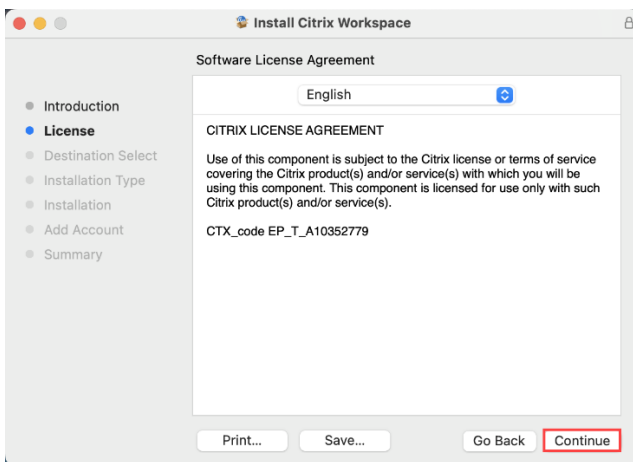 Install Citrix Workspace
Software License Agreement
Introduction
License
Destination Select
Installation Type
Installation
Add Account
Summary
English
CITRIX LICENSE AGREEMENT
Use of this component is subject to the Citrix license or terms of service
covering the Citrix product(s) and/or service(s) with which you will be
using this component. This component is licensed for use only with such
Citrix product(s) and/or service(s).
CTX_code EP_T_A10352779
Print... Save... Go Back Continue